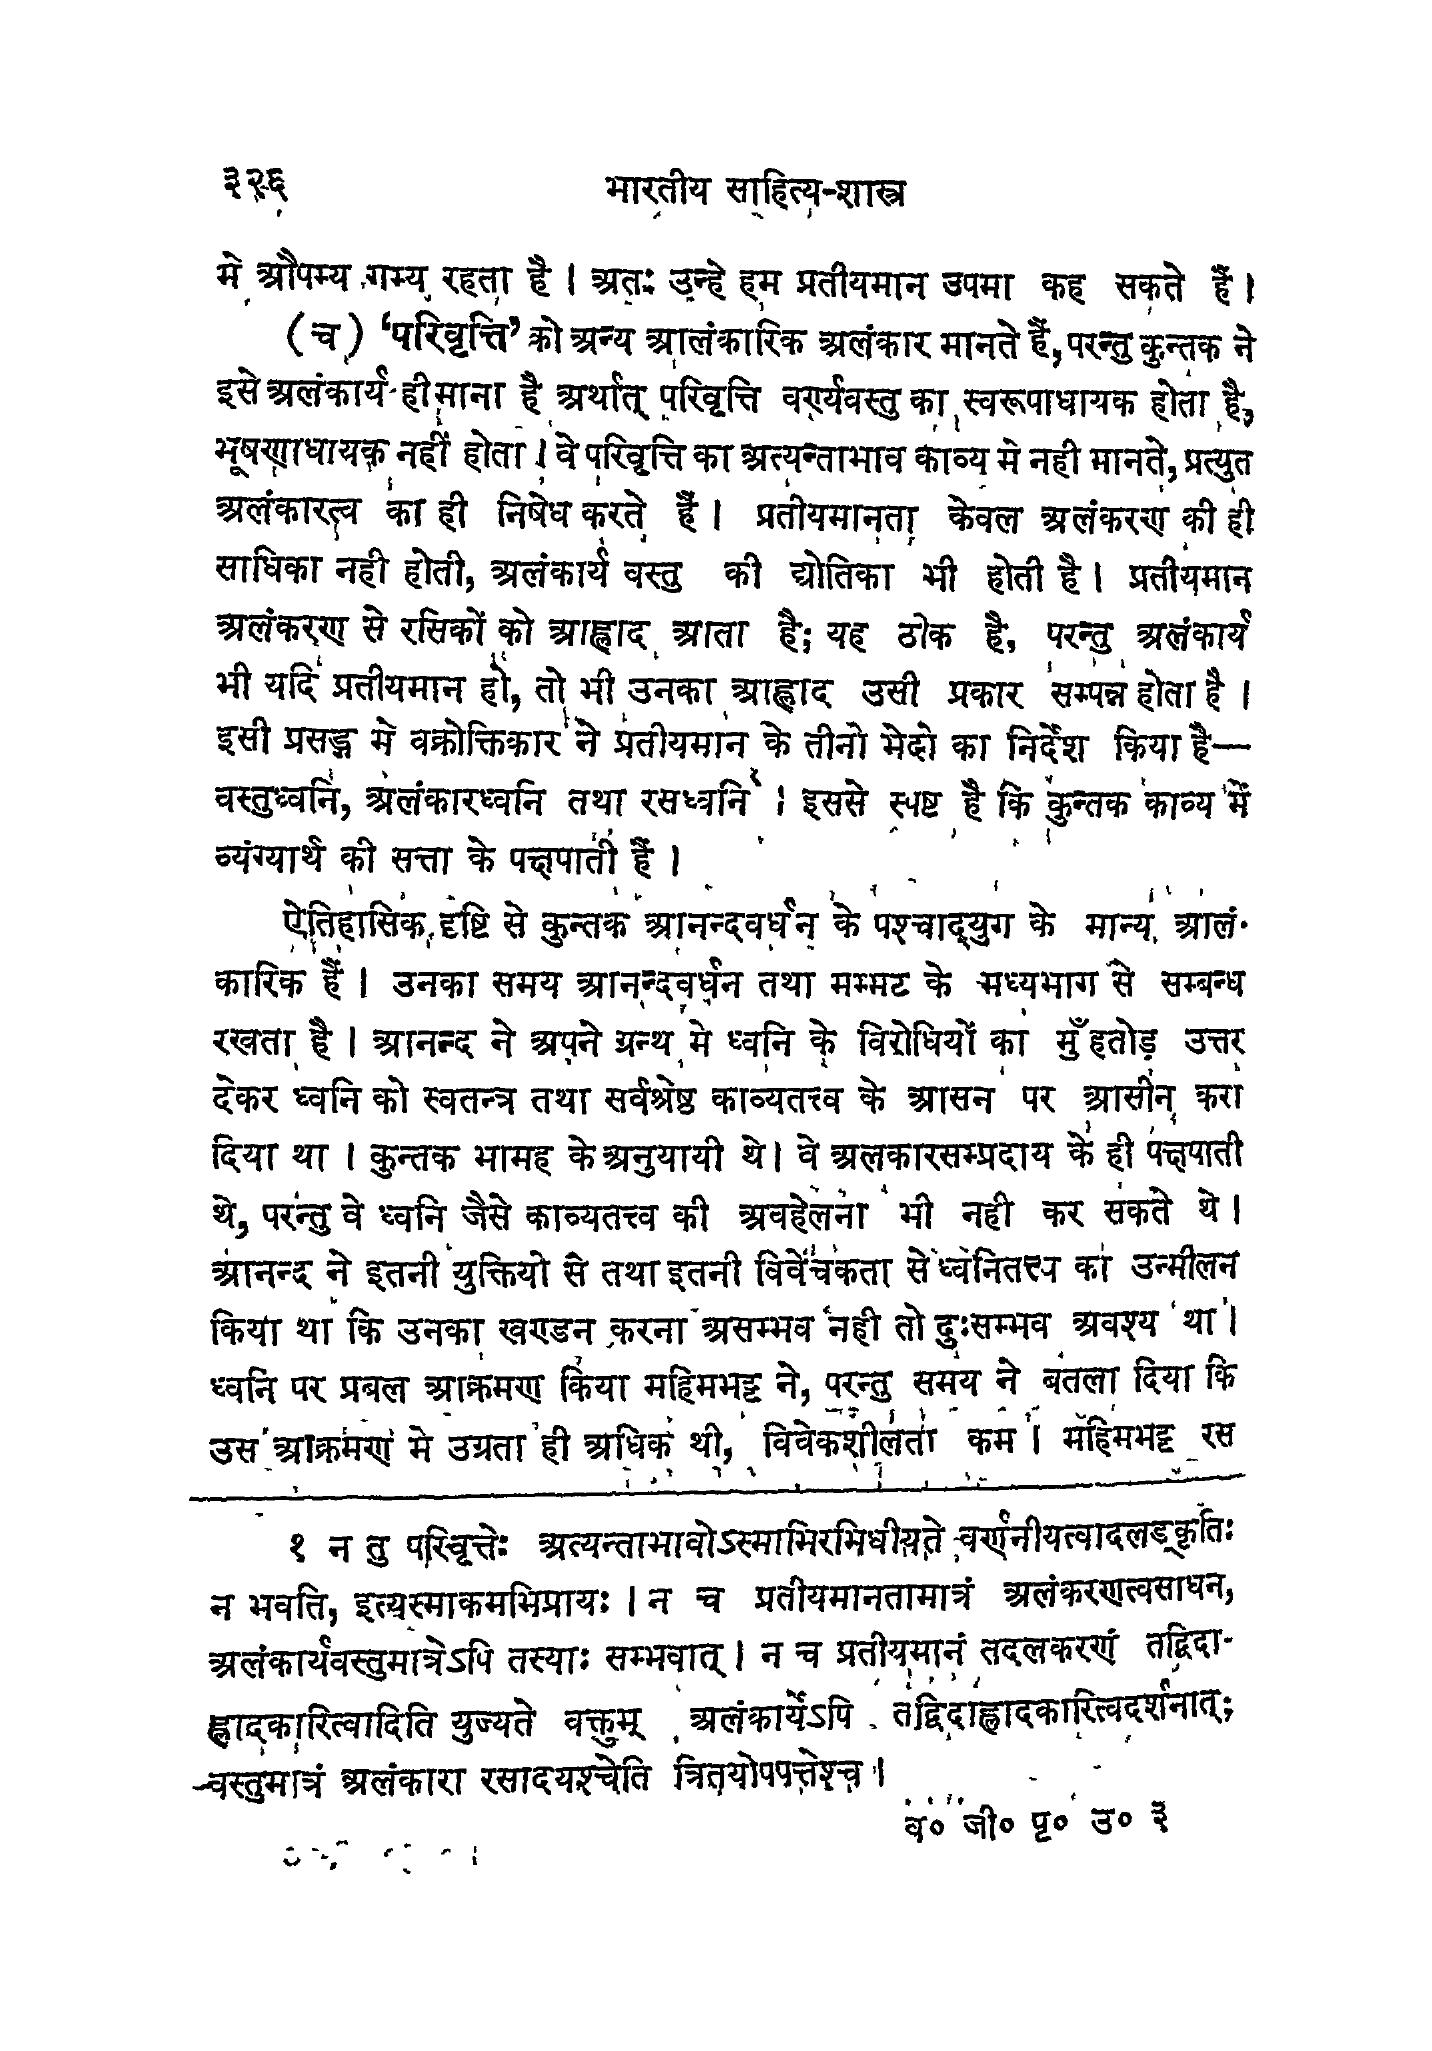 ३२६ भारतीय साहित्य-शास्त्र
मे औपम्य गम्य रहता है । अतः उन्हे हम प्रतीयमान उपमा कह सकते हैं ।
(च) ‘परिवृत्ति’ को अन्य आलंकारिक अलंकार मानते हैं, परन्तु कुन्तक ने
इसे अलंकार्य ही माना है अर्थात् परिवृत्ति वर्ण्यवस्तु का स्वरूपाधायक होता है,
भूषणाधायक नहीं होता । वे परिवृत्ति का अत्यन्ताभाव काव्य मे नही मानते, प्रत्युत
अलंकारत्व का ही निषेध करते हैं । प्रतीयमानता केवल अलंकरण की ही
साधिका नही होती, अलंकार्य वस्तु की द्योतिका भी होती है । प्रतीयमान
अलंकरण से रसिकों को आह्लाद आता है; यह ठोक है, परन्तु अलंकार्य
भी यदि प्रतीयमान हो, तो भी उनका आह्लाद उसी प्रकार सम्पन्न होता है ।
इसी प्रसङ्ग मे वक्रोक्तिकार ने प्रतीयमान के तीनो भेदो का निर्देश किया है—
वस्तुध्वनि, अलंकारध्वनि तथा रसध्वनि १ । इससे स्पष्ट है कि कुन्तक काव्य में
व्यंग्यार्थ की सत्ता के पक्षपाती हैं ।
ऐतिहासिक दृष्टि से कुन्तक आनन्दवर्धन के पश्चाद्युग के मान्य आलं-
कारिक हैं । उनका समय आनन्दवर्धन तथा मम्मट के मध्यभाग से सम्बन्ध
रखता है । आनन्द ने अपने ग्रन्थ मे ध्वनि के विरोधियों का मुँहतोड़ उत्तर
देकर ध्वनि को स्वतन्त्र तथा सर्वश्रेष्ठ काव्यतत्त्व के आसन पर आसीन करा
दिया था । कुन्तक भामह के अनुयायी थे । वे अलकारसम्प्रदाय के ही पक्षपाती
थे, परन्तु वे ध्वनि जैसे काव्यतत्त्व की अवहेलना भी नही कर सकते थे ।
आनन्द ने इतनी युक्तियो से तथा इतनी विवेचकता से ध्वनितत्त्व का उन्मीलन
किया था कि उनका खण्डन करना असम्भव नही तो दुःसम्भव अवश्य था ।
ध्वनि पर प्रबल आक्रमण किया महिमभट्ट ने, परन्तु समय ने बतला दिया कि
उस आक्रमण मे उग्रता ही अधिक थी, विवेकशीलता कम । महिमभट्ट रस
१ न तु परिवृत्तेः अत्यन्ताभावोऽस्माभिरभिधीयते वर्णनीयत्वादलङ्कृतिः
न भवति, इत्यस्माकमभिप्रायः । न च प्रतीयमानतामात्रं अलंकरणत्वसाधन,
अलंकार्यवस्तुमात्रेऽपि तस्याः सम्भवात् । न च प्रतीयमानं तदलकरणं तद्विदा-
ह्लादकारित्वादिति युज्यते वक्तुम् अलंकार्येऽपि तद्विदाह्लादकारित्वदर्शनात्;
वस्तुमात्रं अलंकारा रसादयश्चेति त्रितयोपपत्तेश्च ।
व० जी० पृ० उ० ३